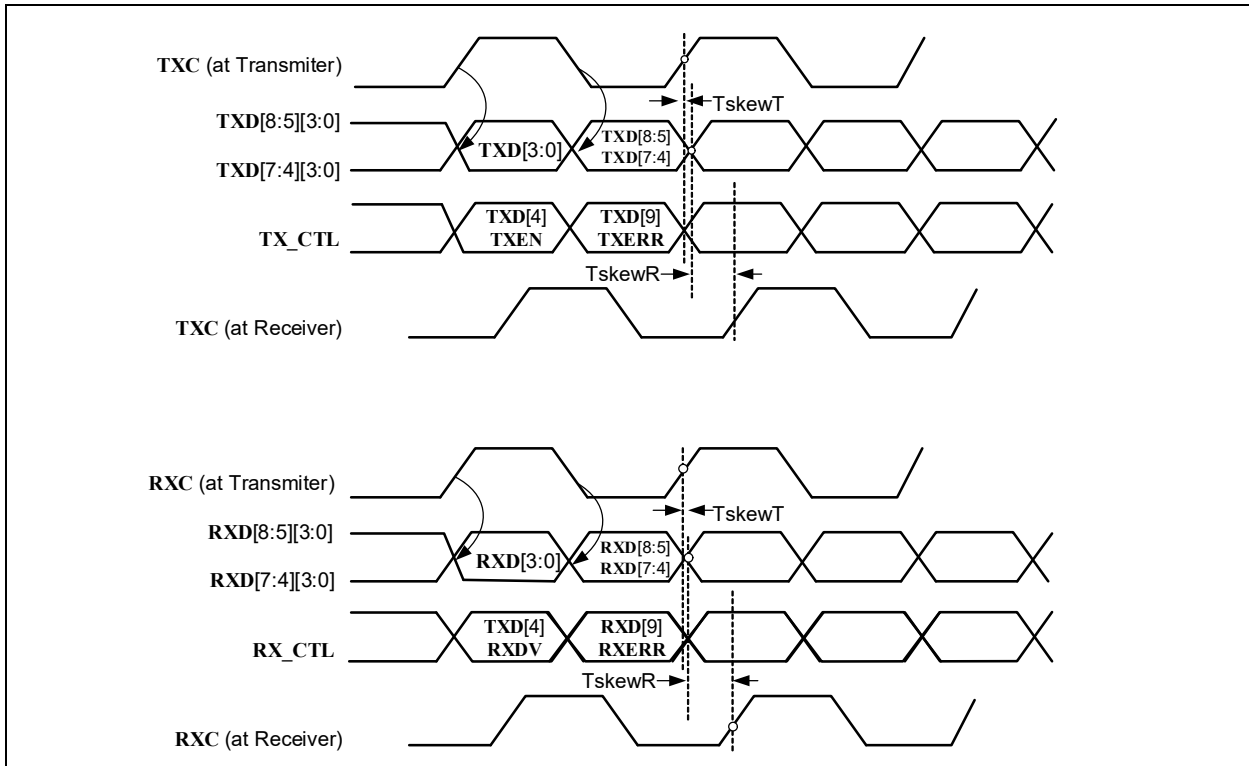 TXC (at Transmiter)
TskewT
TXD[8:5][3:0]
TXD[3:0]
TXD[8:5]
TXD[7:4]
TXD[7:4][3:0]
TXD[4]
TXEN
TXD[9]
TXERR
TX_CTL
TskewR
TXC (at Receiver)
RXC (at Transmiter)
TskewT
RXD[8:5][3:0]
RXD[3:0]
RXD[8:5]
RXD[7:4]
RXD[7:4][3:0]
TXD[4]
RXDV
RXD[9]
RXERR
RX_CTL
TskewR
RXC (at Receiver)